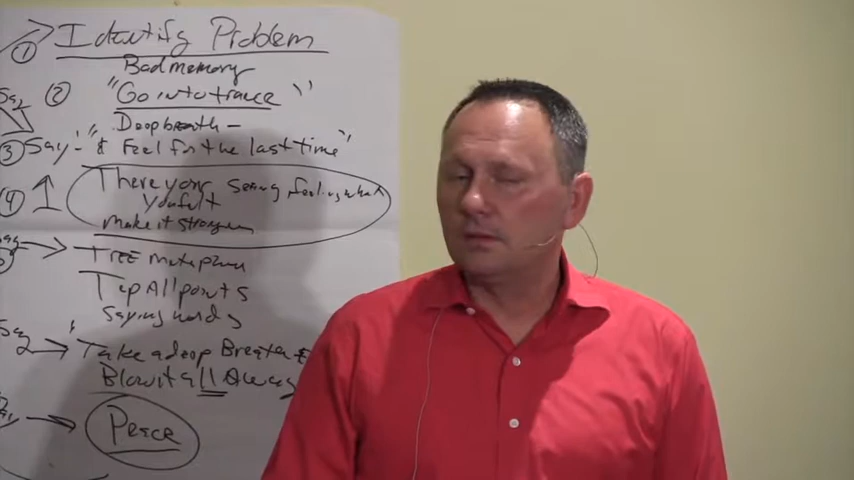 ① Identify Problem
Bad memory
② "Go into trance"
Deep breath -
③ Say - "& Feel for the last time"
④ There you are seeing, feeling what
you felt
make it stronger
TREE metaphor
Tap All points
saying words
Take a deep Breath &
Blow it all Away
Say Peace